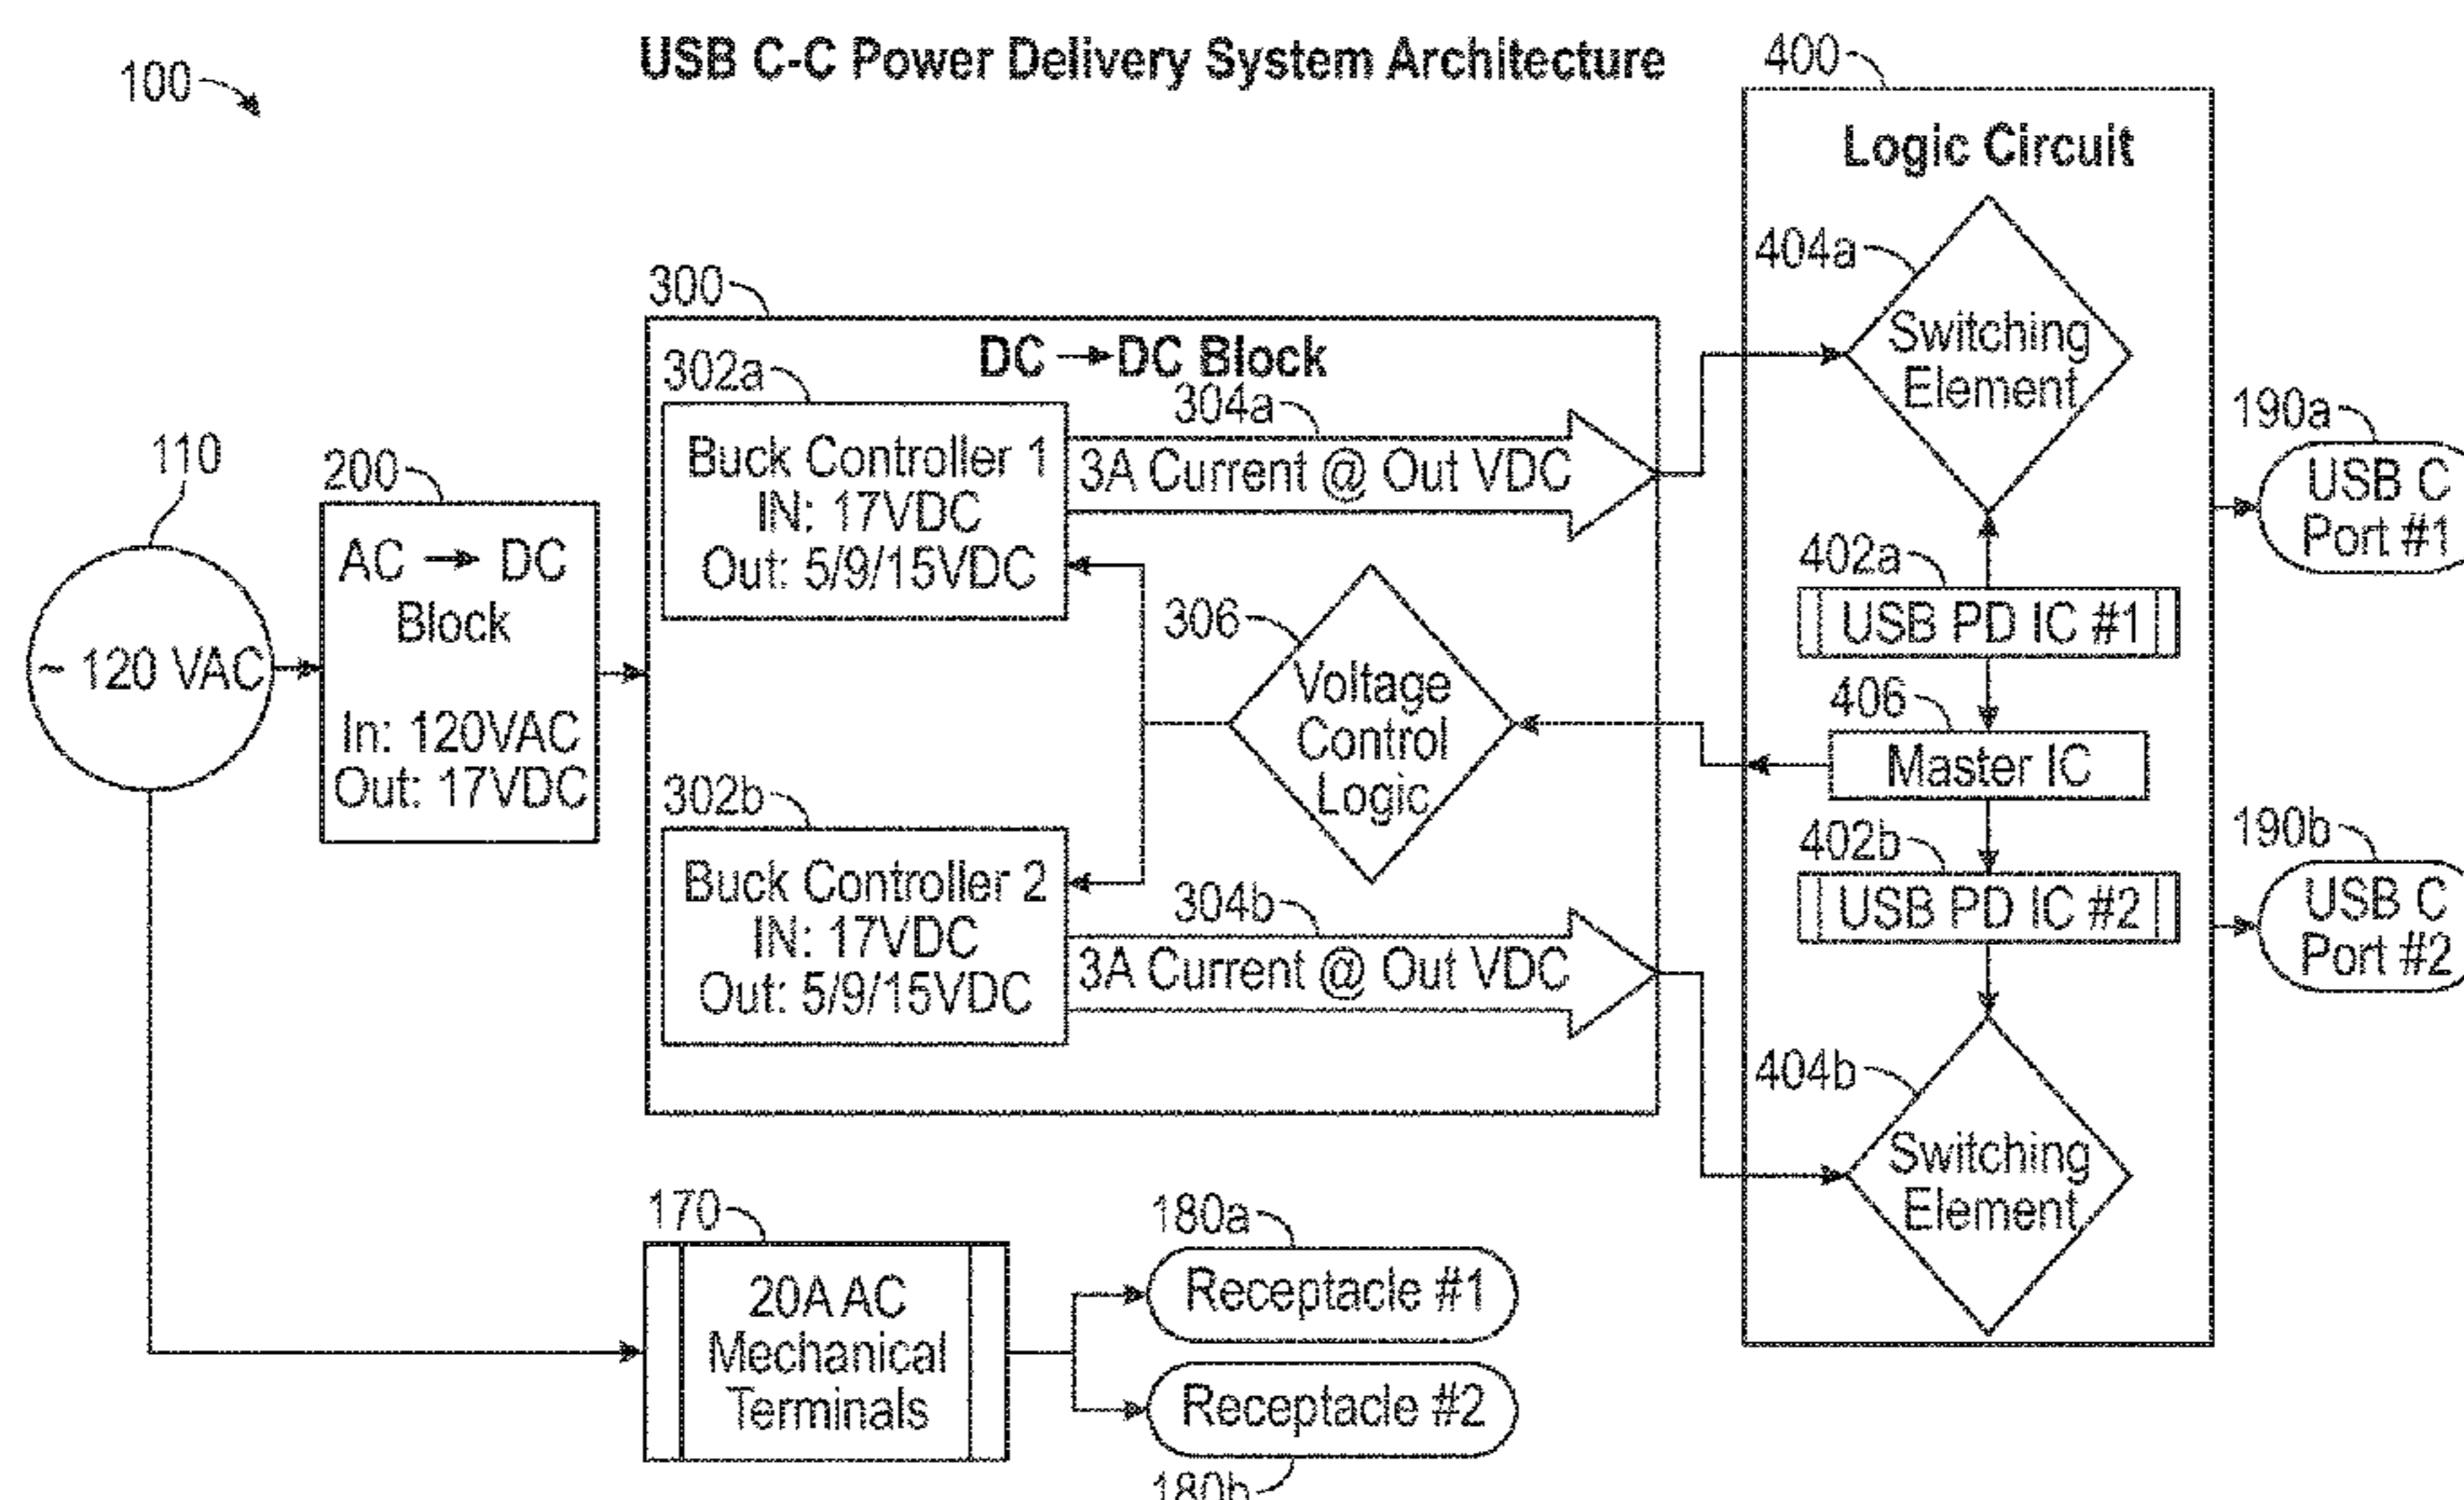 USB C-C Power Delivery System Architecture
100
400
Logic Circuit
404a
Switching
Element
300
DC → DC Block
302a
304a
Buck Controller 1
IN: 17VDC
Out: 5/9/15VDC
3A Current @ Out VDC
190a
USB C
Port #1
110
~ 120 VAC
200
AC → DC
Block
In: 120VAC
Out: 17VDC
306
Voltage
Control
Logic
402a
USB PD IC #1
406
Master IC
302b
Buck Controller 2
IN: 17VDC
Out: 5/9/15VDC
304b
3A Current @ Out VDC
402b
USB PD IC #2
190b
USB C
Port #2
404b
Switching
Element
170
20A AC
Mechanical
Terminals
180a
Receptacle #1
Receptacle #2
180b